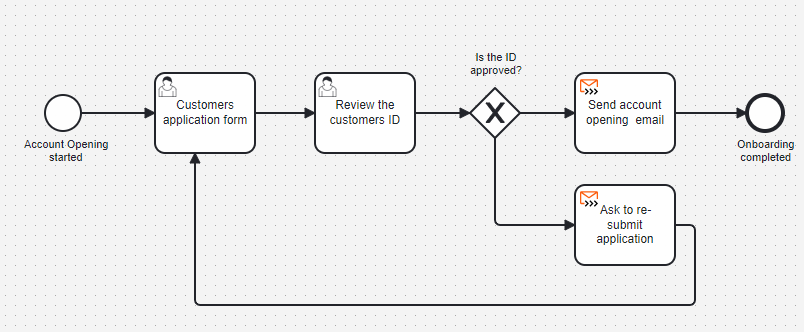 Account Opening
started
Customers
application form
Review the
customers ID
Is the ID
approved?
Send account
opening email
Onboarding
completed
Ask to re-
submit
application